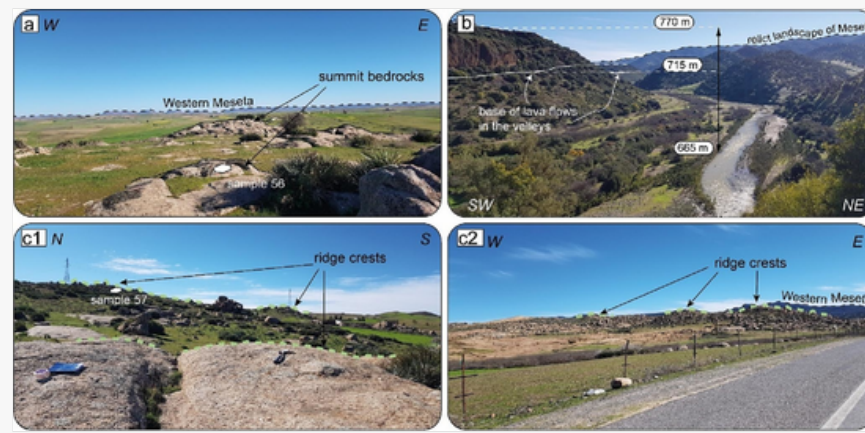 a W E
summit bedrocks
Western Meseta
sample 56
b
770 m
relict landscape of Meset
715 m
base of lava flows
in the valleys
665 m
SW NE
c1 N S
ridge crests
sample 57
c2 W E
ridge crests
Western Meset